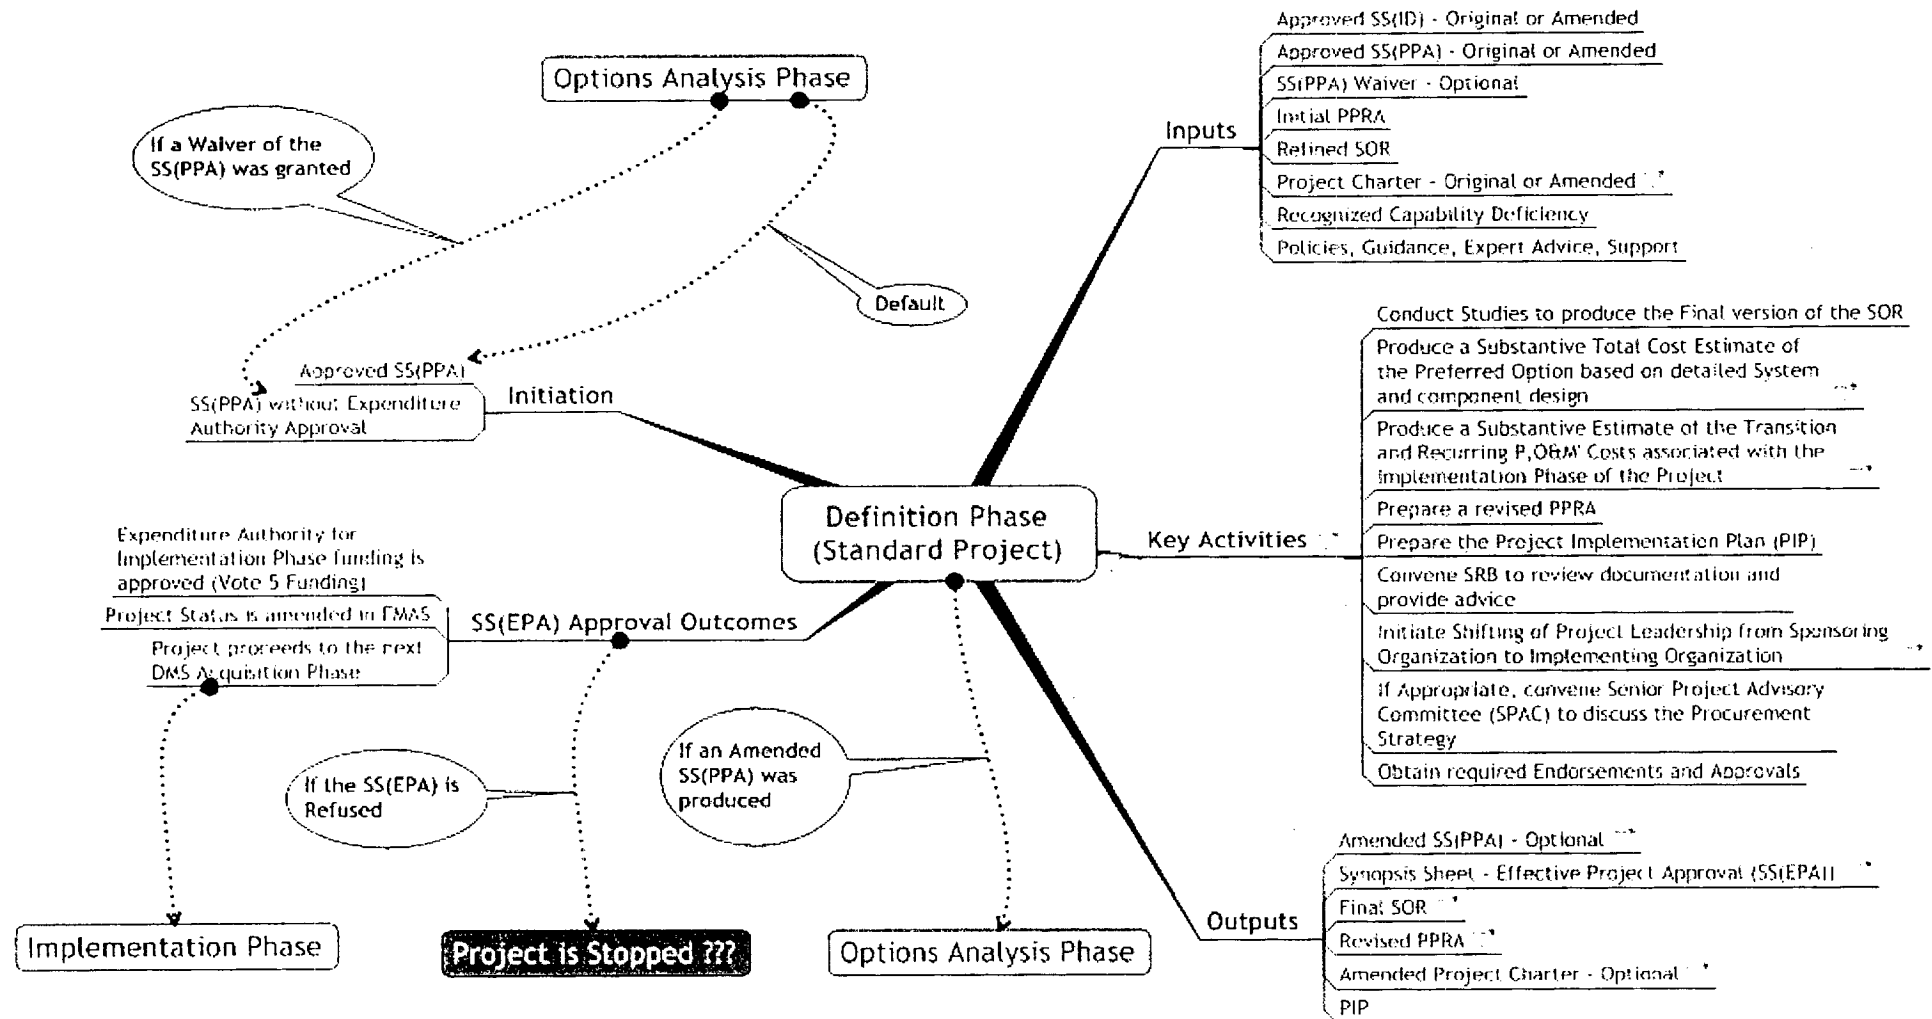 Options Analysis Phase
If a Waiver of the
SS(PPA) was granted
Default
Approved SS(PPA)
SS(PPA) without Expenditure
Authority Approval
Initiation
Inputs
Approved SS(ID) - Original or Amended
Approved SS(PPA) - Original or Amended
SS(PPA) Waiver - Optional
Initial PPRA
Refined SOR
Project Charter - Original or Amended
Recognized Capability Deficiency
Policies, Guidance, Expert Advice, Support
Definition Phase
(Standard Project)
Key Activities
Conduct Studies to produce the Final version of the SOR
Produce a Substantive Total Cost Estimate of
the Preferred Option based on detailed System
and component design
Produce a Substantive Estimate of the Transition
and Recurring P,O&M Costs associated with the
Implementation Phase of the Project
Prepare a revised PPRA
Prepare the Project Implementation Plan (PIP)
Convene SRB to review documentation and
provide advice
Initiate Shifting of Project Leadership from Sponsoring
Organization to Implementing Organization
If Appropriate, convene Senior Project Advisory
Committee (SPAC) to discuss the Procurement
Strategy
Obtain required Endorsements and Approvals
Expenditure Authority for
Implementation Phase funding is
approved (Vote 5 Funding)
Project Status is amended in FMAS
Project proceeds to the next
DMS Acquisition Phase
SS(EPA) Approval Outcomes
If the SS(EPA) is
Refused
If an Amended
SS(PPA) was
produced
Implementation Phase
Project is Stopped ???
Options Analysis Phase
Outputs
Amended SS(PPA) - Optional
Synopsis Sheet - Effective Project Approval (SS(EPA))
Final SOR
Revised PPRA
Amended Project Charter - Optional
PIP